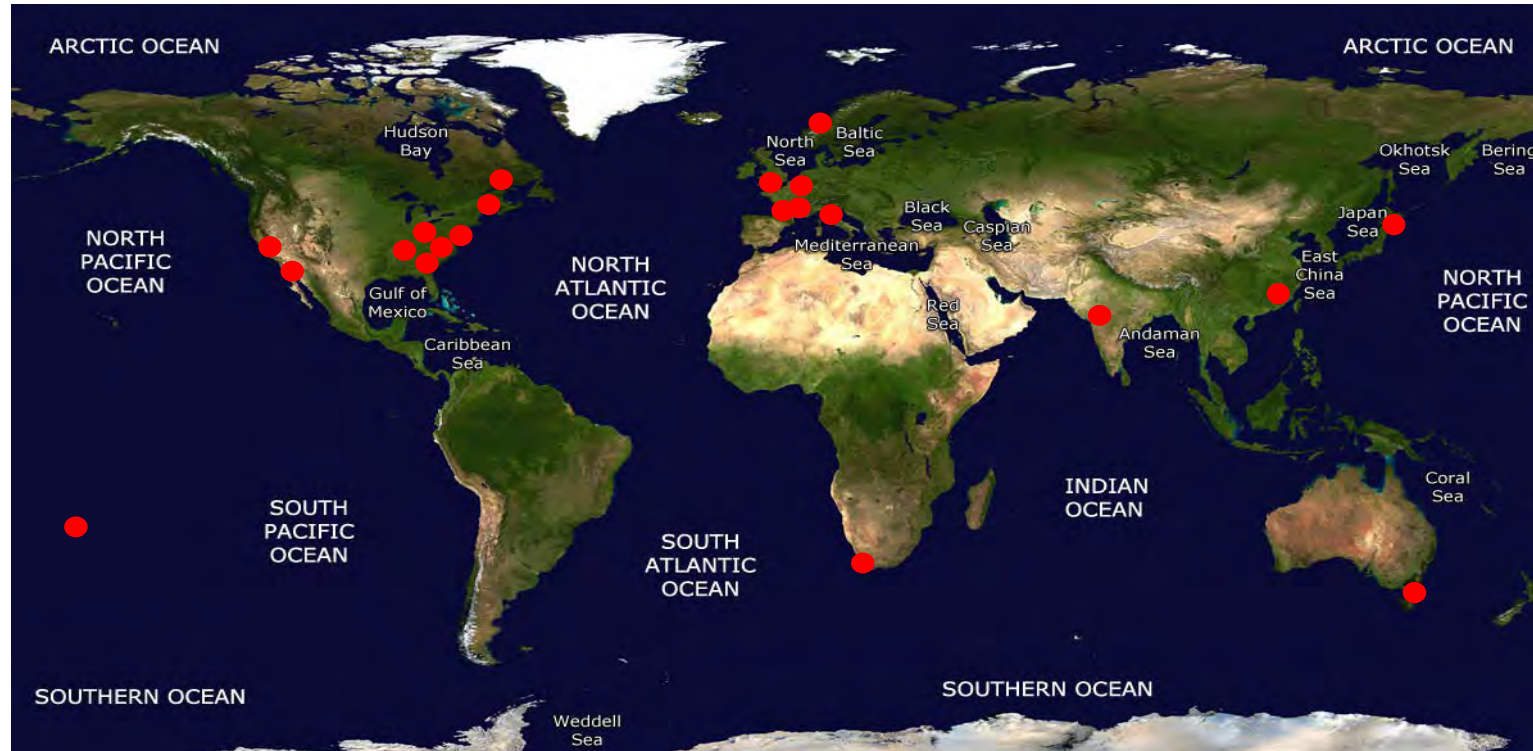 ARCTIC OCEAN
ARCTIC OCEAN
Hudson
Bay
North
Sea
Baltic
Sea
Okhotsk
Sea
Bering
Sea
NORTH
PACIFIC
OCEAN
NORTH
ATLANTIC
OCEAN
Black
Sea
Caspian
Sea
Mediterranean
Sea
Japan
Sea
East
China
Sea
NORTH
PACIFIC
OCEAN
Gulf of
Mexico
Red
Sea
Andaman
Sea
Caribbean
Sea
SOUTH
PACIFIC
OCEAN
SOUTH
ATLANTIC
OCEAN
INDIAN
OCEAN
Coral
Sea
SOUTHERN OCEAN
SOUTHERN OCEAN
Weddell
Sea